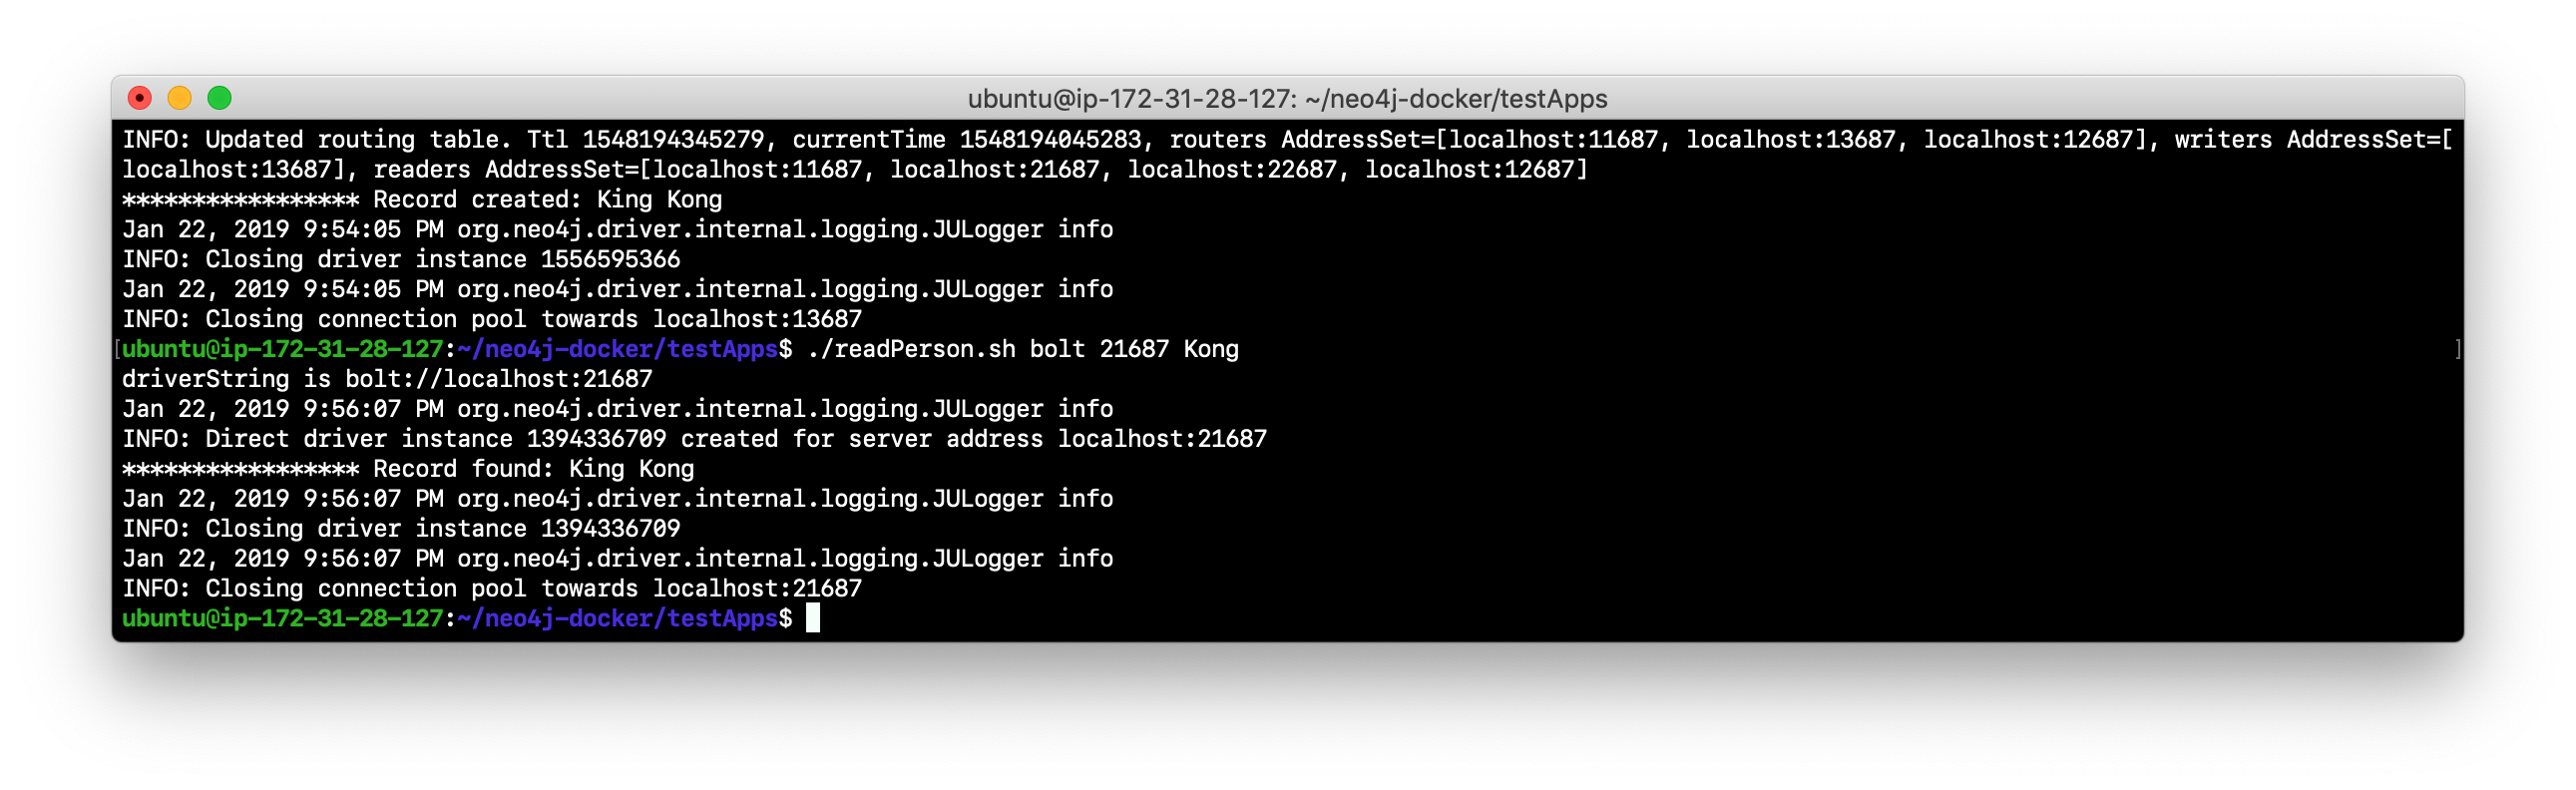 ubuntu@ip-172-31-28-127: ~/neo4j-docker/testApps
INFO: Updated routing table. Ttl 1548194345279, currentTime 1548194045283, routers AddressSet=[localhost:11687, localhost:13687, localhost:12687], writers AddressSet=[
localhost:13687], readers AddressSet=[localhost:11687, localhost:21687, localhost:22687, localhost:12687]
***************** Record created: King Kong
Jan 22, 2019 9:54:05 PM org.neo4j.driver.internal.logging.JULogger info
INFO: Closing driver instance 1556595366
Jan 22, 2019 9:54:05 PM org.neo4j.driver.internal.logging.JULogger info
INFO: Closing connection pool towards localhost:13687
[ubuntu@ip-172-31-28-127:~/neo4j-docker/testApps$ ./readPerson.sh bolt 21687 Kong ]
driverString is bolt://localhost:21687
Jan 22, 2019 9:56:07 PM org.neo4j.driver.internal.logging.JULogger info
INFO: Direct driver instance 1394336709 created for server address localhost:21687
***************** Record found: King Kong
Jan 22, 2019 9:56:07 PM org.neo4j.driver.internal.logging.JULogger info
INFO: Closing driver instance 1394336709
Jan 22, 2019 9:56:07 PM org.neo4j.driver.internal.logging.JULogger info
INFO: Closing connection pool towards localhost:21687
ubuntu@ip-172-31-28-127:~/neo4j-docker/testApps$